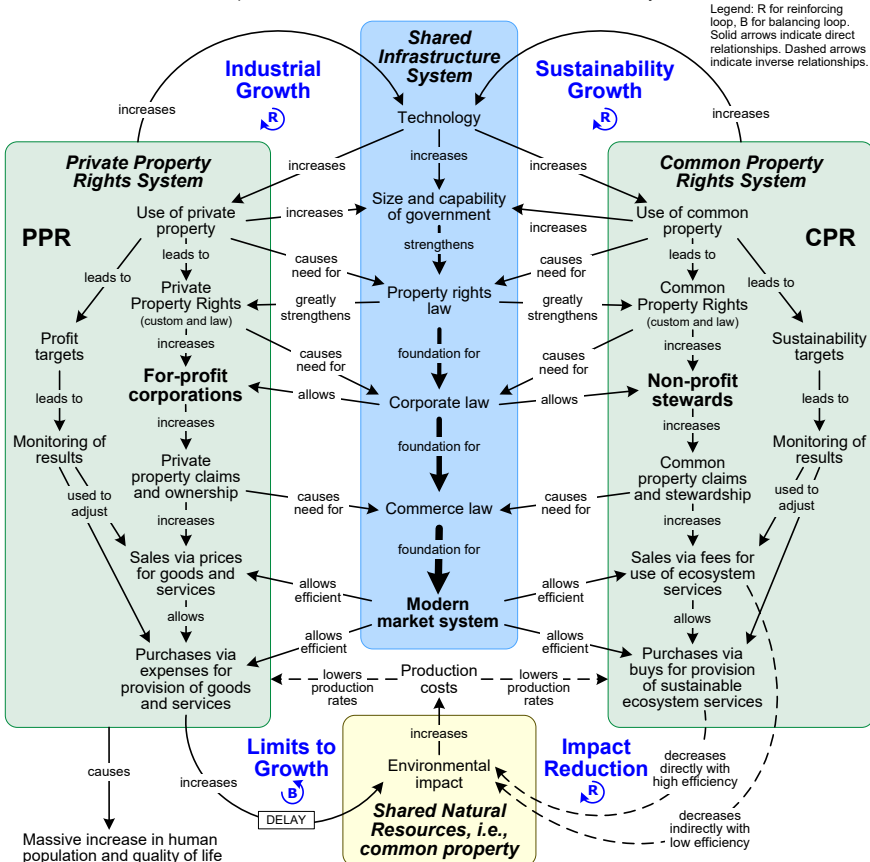 Legend: R for reinforcing
loop, B for balancing loop.
Solid arrows indicate direct
relationships. Dashed arrows
indicate inverse relationships.
Shared
Infrastructure
System
Industrial
Growth
R
Sustainability
Growth
R
increases
increases
Technology
increases
increases
increases
Private Property
Rights System
PPR
Use of private
property
increases
Size and capability
of government
increases
Common Property
Rights System
CPR
Use of common
property
strengthens
leads to
leads to
causes
need for
causes
need for
leads to
leads to
Private
Property Rights
(custom and law)
greatly
strengthens
Property rights
law
greatly
strengthens
Common
Property Rights
(custom and law)
Profit
targets
increases
causes
need for
foundation for
causes
need for
increases
Sustainability
targets
For-profit
corporations
allows
Corporate law
allows
Non-profit
stewards
leads to
increases
increases
leads to
Monitoring of
results
foundation for
Monitoring of
results
Private
property claims
and ownership
Common
property claims
and stewardship
used to
adjust
causes
need for
Commerce law
causes
need for
used to
adjust
increases
foundation for
increases
Sales via prices
for goods and
services
allows
efficient
allows
efficient
Sales via fees for
use of ecosystem
services
allows
Modern
market system
allows
allows
efficient
allows
efficient
Purchases via
expenses for
provision of goods
and services
Purchases via
buys for provision
of sustainable
ecosystem services
lowers
production
rates
Production
costs
lowers
production
rates
increases
Limits to
Growth
B
Impact
Reduction
R
causes
increases
DELAY
Environmental
impact
decreases
directly with
high efficiency
decreases
indirectly with
low efficiency
Shared Natural
Resources, i.e.,
common property
Massive increase in human
population and quality of life